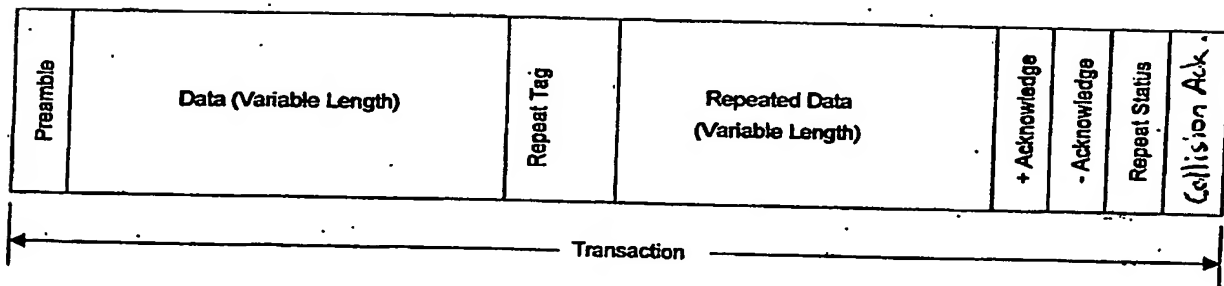 Preamble
Data (Variable Length)
Repeat Tag
Repeated Data
(Variable Length)
+ Acknowledge
- Acknowledge
Repeat Status
Collision Ack.
Transaction